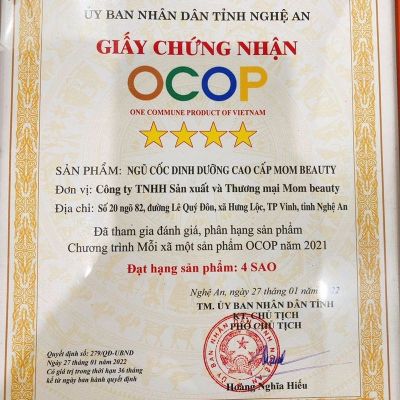 ỦY BAN NHÂN DÂN TỈNH NGHỆ AN
GIẤY CHỨNG NHẬN
OCOP
ONE COMMUNE PRODUCT OF VIETNAM
SẢN PHẨM: NGŨ CỐC DINH DƯỠNG CAO CẤP MOM BEAUTY
Đơn vị: Công ty TNHH Sản xuất và Thương mại Mom beauty
Địa chỉ: Số 20 ngõ 82, đường Lê Quý Đôn, xã Hưng Lộc, TP Vinh, tỉnh Nghệ An
Đã tham gia đánh giá, phân hạng sản phẩm
Chương trình Mỗi xã một sản phẩm OCOP năm 2021
Đạt hạng sản phẩm: 4 SAO
Nghệ An, ngày 27 tháng 01 năm 2022
TM. ỦY BAN NHÂN DÂN TỈNH
KT. CHỦ TỊCH
PHÓ CHỦ TỊCH
Quyết định số: 279/QĐ-UBND
Ngày 27 tháng 01 năm 2022
Có giá trị trong thời hạn 36 tháng
kể từ ngày ban hành quyết định
Hoàng Nghĩa Hiếu